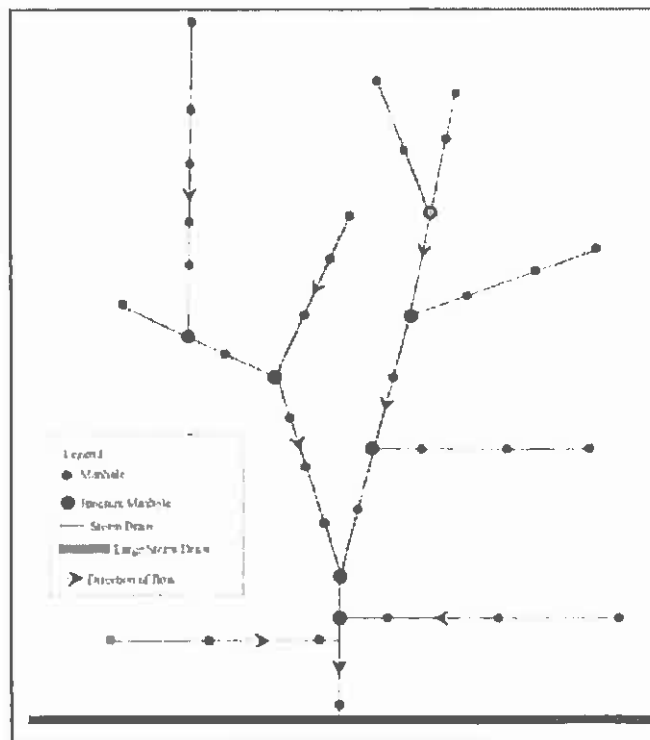 Legend
Manhole
Junction Manhole
Storm Drain
Large Storm Drain
Direction of flow